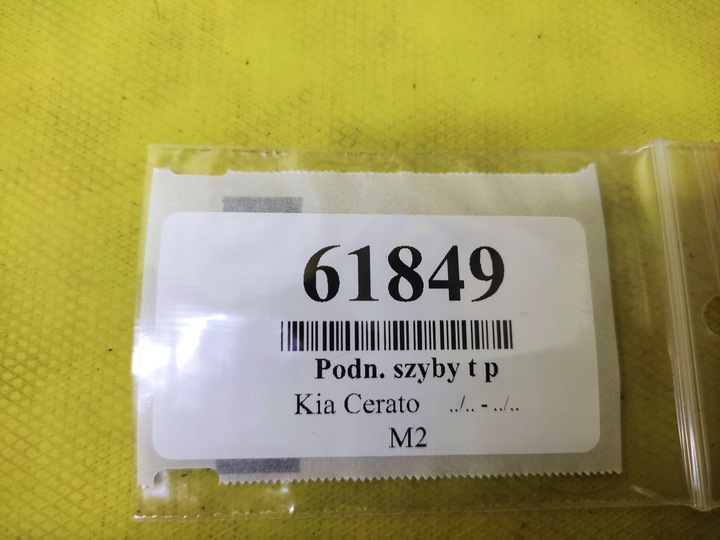 61849
Podn. szyby t p
Kia Cerato ../.. - ../..
M2